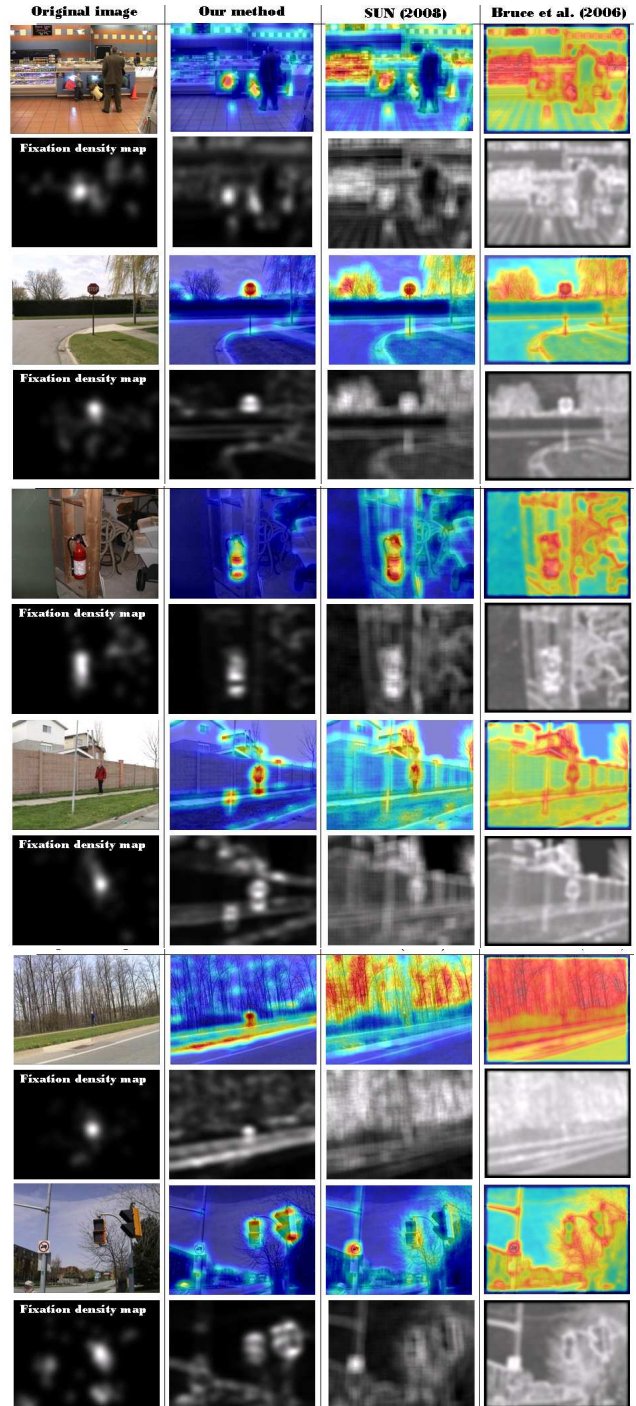 Original image
Our method
SUN (2008)
Bruce et al. (2006)
Fixation density map
Fixation density map
Fixation density map
Fixation density map
Fixation density map
Fixation density map